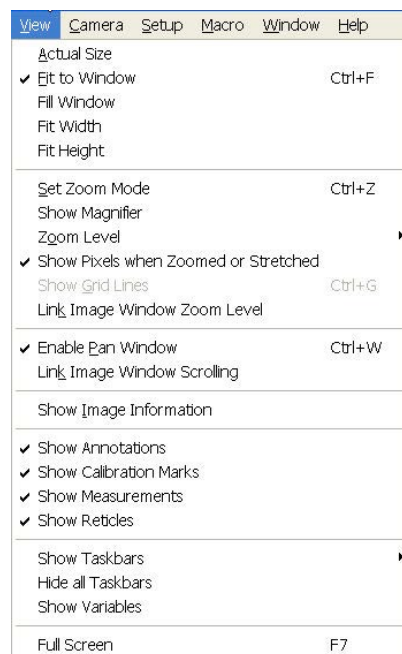 View Camera Setup Macro Window Help
Actual Size
Fit to Window Ctrl+F
Fill Window
Fit Width
Fit Height
Set Zoom Mode Ctrl+Z
Show Magnifier
Zoom Level
Show Pixels when Zoomed or Stretched
Show Grid Lines Ctrl+G
Link Image Window Zoom Level
Enable Pan Window Ctrl+W
Link Image Window Scrolling
Show Image Information
Show Annotations
Show Calibration Marks
Show Measurements
Show Reticles
Show Taskbars
Hide all Taskbars
Show Variables
Full Screen F7